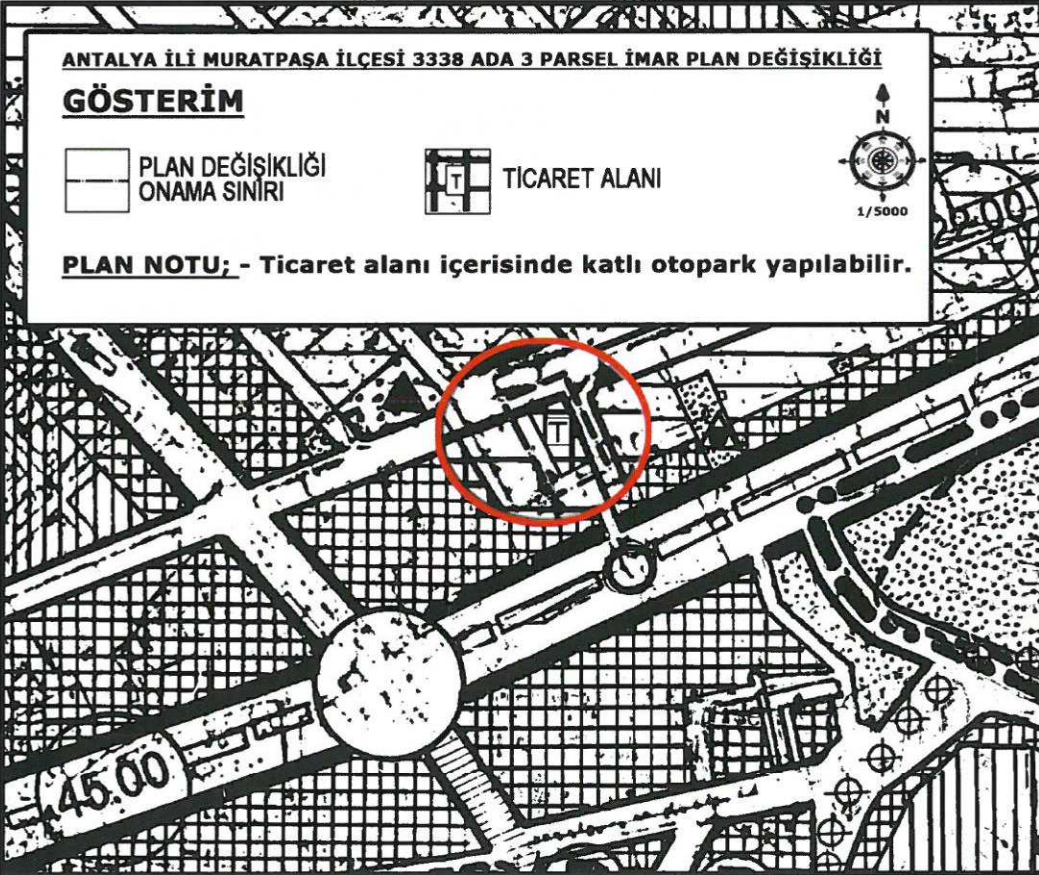 ANTALYA İLİ MURATPAŞA İLÇESİ 3338 ADA 3 PARSEL İMAR PLAN DEĞİŞİKLİĞİ
GÖSTERİM
PLAN DEĞİŞİKLİĞİ
ONAMA SINIRI
T
TİCARET ALANI
N
1/5000
PLAN NOTU; - Ticaret alanı içerisinde katlı otopark yapılabilir.
T
45.00